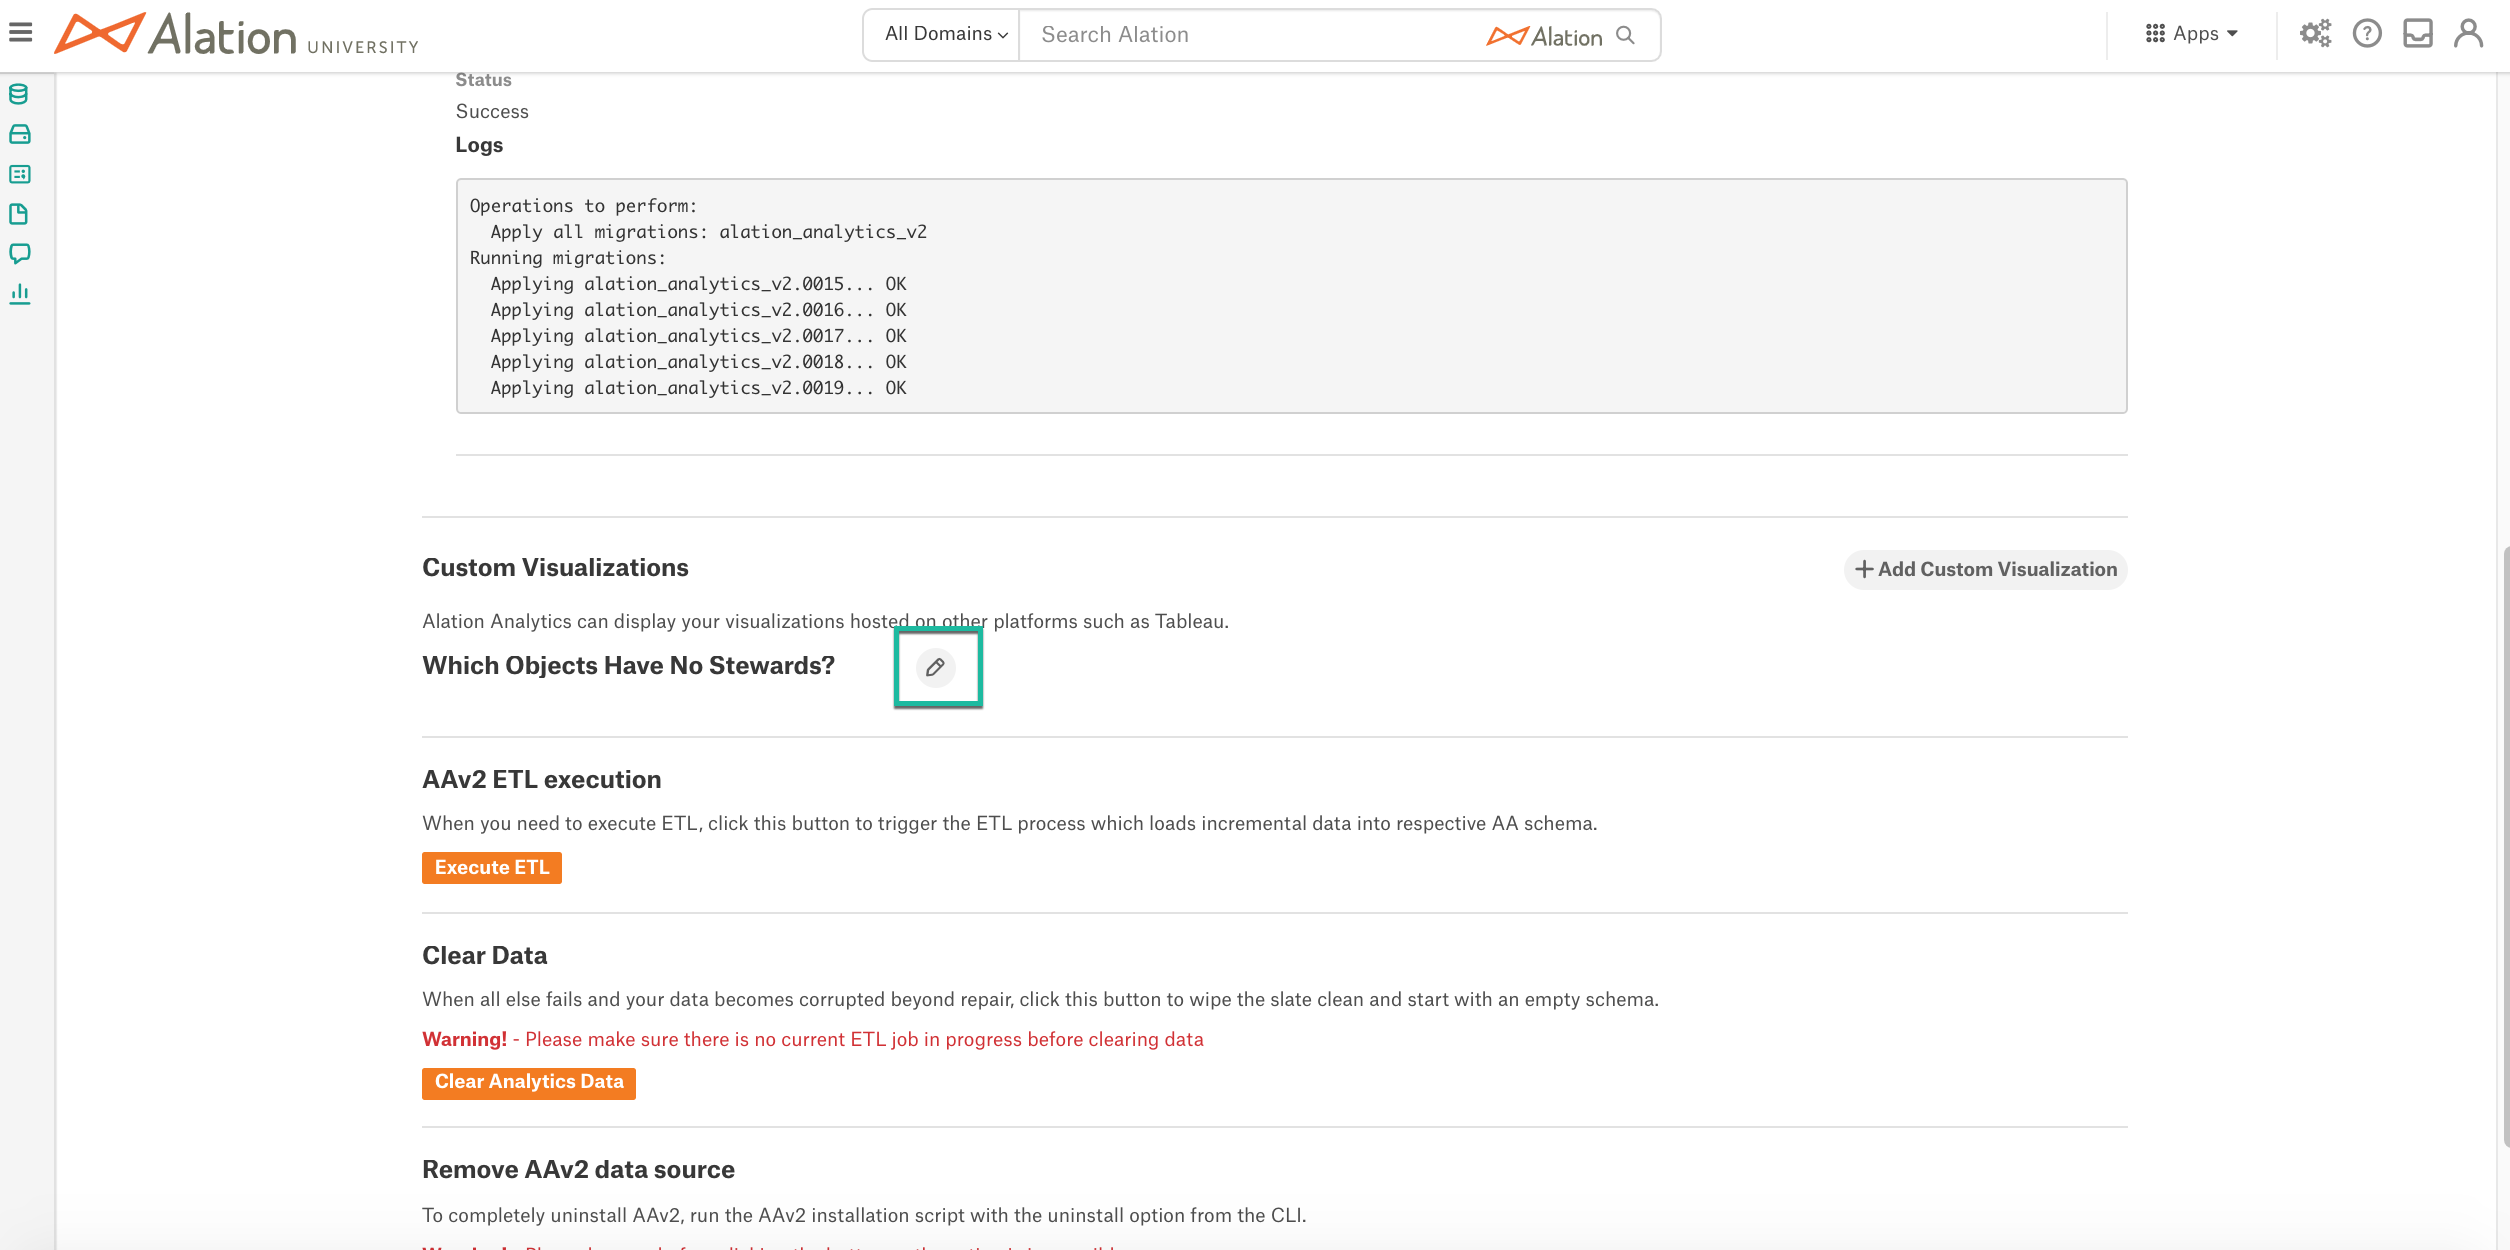 Alation UNIVERSITY
All Domains
Search Alation
Alation
Apps
Status
Success
Logs
Operations to perform:
Apply all migrations: alation_analytics_v2
Running migrations:
Applying alation_analytics_v2.0015... OK
Applying alation_analytics_v2.0016... OK
Applying alation_analytics_v2.0017... OK
Applying alation_analytics_v2.0018... OK
Applying alation_analytics_v2.0019... OK
Custom Visualizations
Add Custom Visualization
Alation Analytics can display your visualizations hosted on other platforms such as Tableau.
Which Objects Have No Stewards?
AAv2 ETL execution
When you need to execute ETL, click this button to trigger the ETL process which loads incremental data into respective AA schema.
Execute ETL
Clear Data
When all else fails and your data becomes corrupted beyond repair, click this button to wipe the slate clean and start with an empty schema.
Warning! - Please make sure there is no current ETL job in progress before clearing data
Clear Analytics Data
Remove AAv2 data source
To completely uninstall AAv2, run the AAv2 installation script with the uninstall option from the CLI.